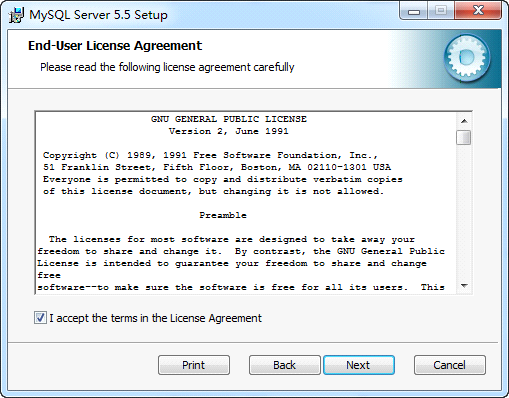 MySQL Server 5.5 Setup
End-User License Agreement
Please read the following license agreement carefully
GNU GENERAL PUBLIC LICENSE
Version 2, June 1991
Copyright (C) 1989, 1991 Free Software Foundation, Inc.,
51 Franklin Street, Fifth Floor, Boston, MA 02110-1301 USA
Everyone is permitted to copy and distribute verbatim copies
of this license document, but changing it is not allowed.
Preamble
The licenses for most software are designed to take away your
freedom to share and change it.  By contrast, the GNU General Public
License is intended to guarantee your freedom to share and change
free
software--to make sure the software is free for all its users.  This
I accept the terms in the License Agreement
Print
Back
Next
Cancel